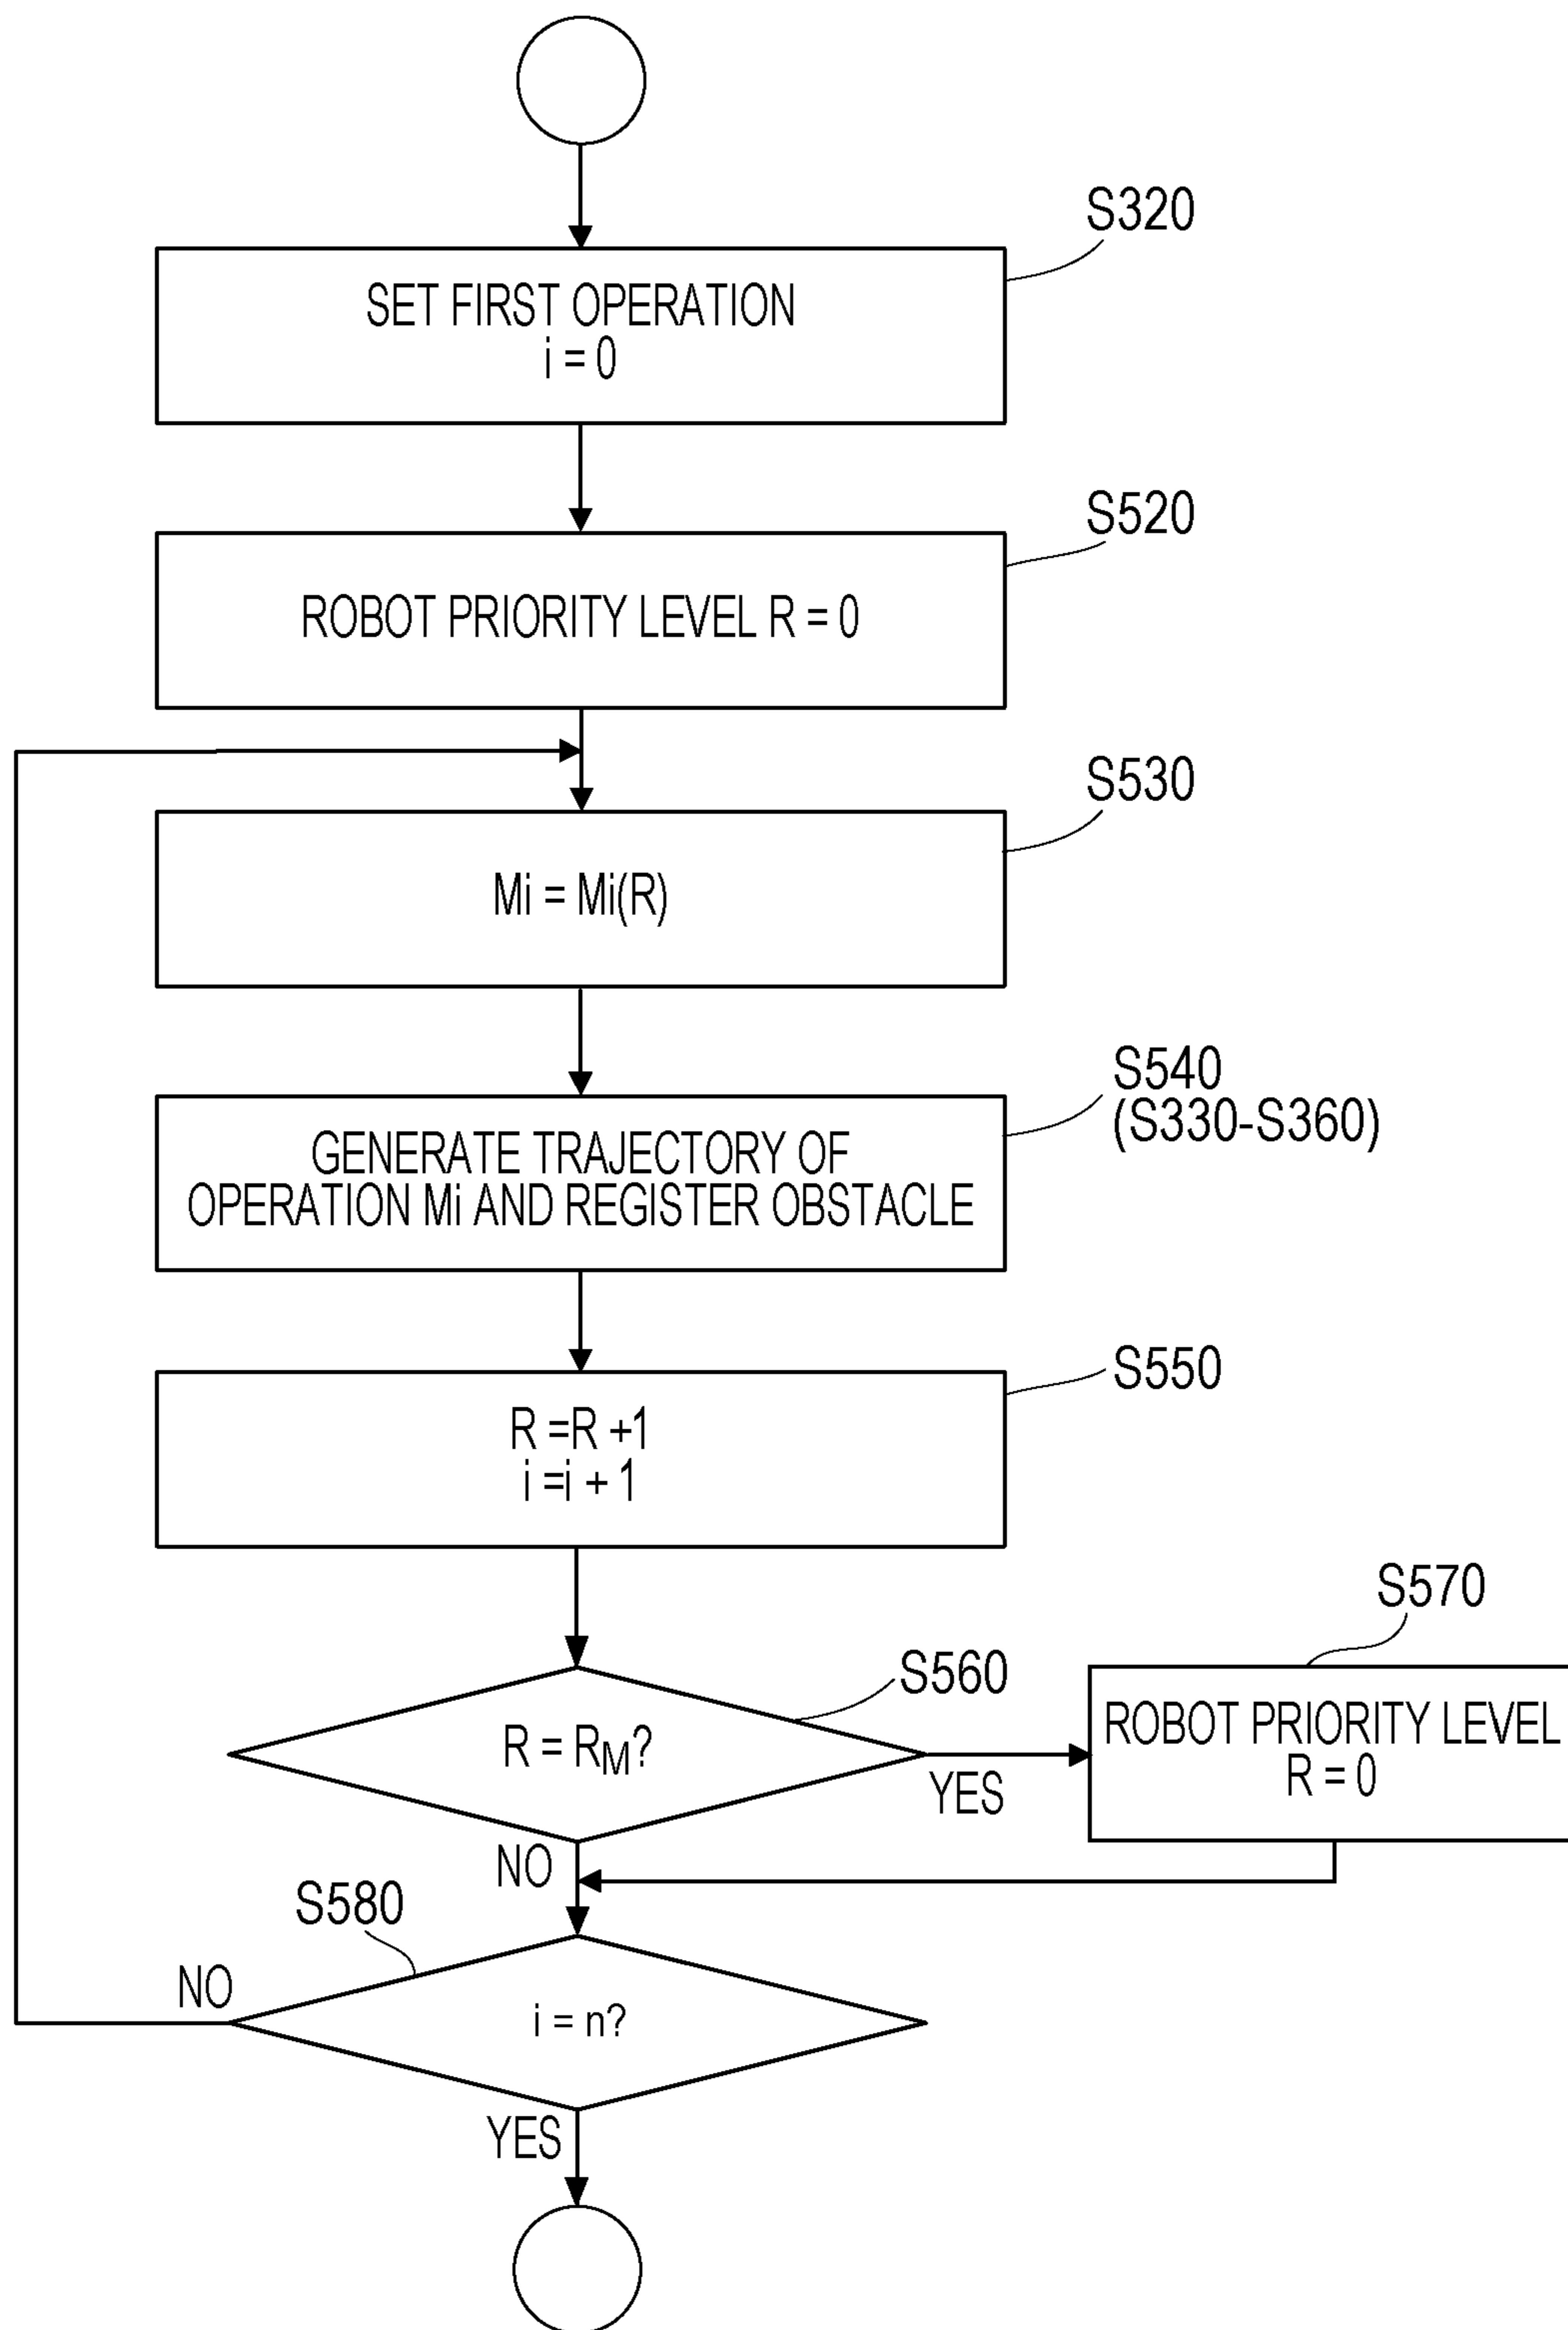 S320
SET FIRST OPERATION
i = 0
S520
ROBOT PRIORITY LEVEL R = 0
S530
Mi = Mi(R)
S540
(S330-S360)
GENERATE TRAJECTORY OF
OPERATION Mi AND REGISTER OBSTACLE
S550
R =R +1
i =i + 1
S560
R = RM?
YES
NO
S570
ROBOT PRIORITY LEVEL
R = 0
S580
i = n?
NO
YES